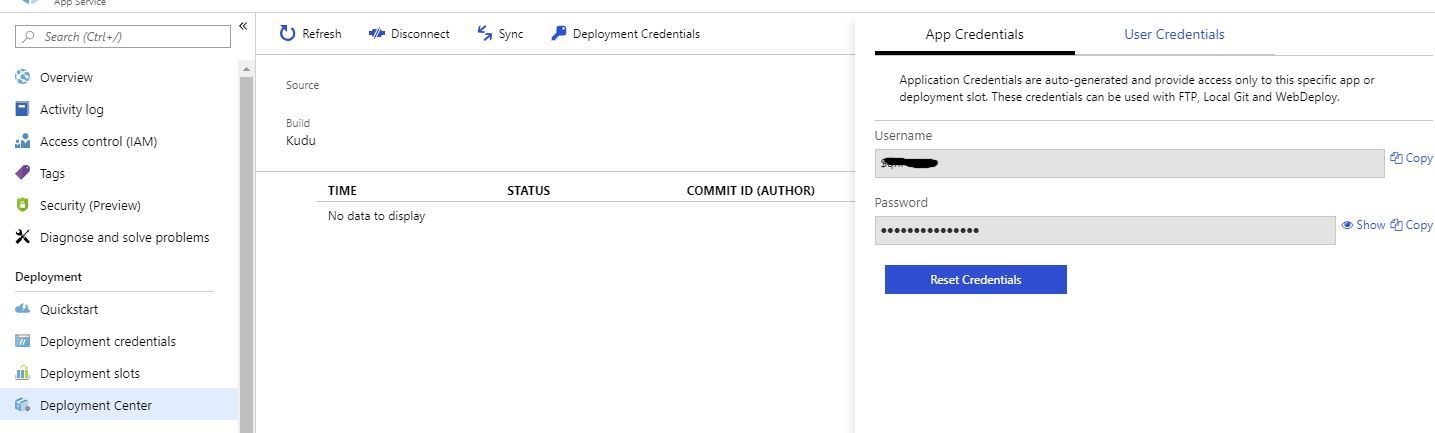 App Service
Search (Ctrl+/)
«
Overview
Activity log
Access control (IAM)
Tags
Security (Preview)
Diagnose and solve problems
Deployment
Quickstart
Deployment credentials
Deployment slots
Deployment Center
Refresh
Disconnect
Sync
Deployment Credentials
Source
Build
Kudu
TIME STATUS COMMIT ID (AUTHOR)
No data to display
App Credentials User Credentials
Application Credentials are auto-generated and provide access only to this specific app or
deployment slot. These credentials can be used with FTP, Local Git and WebDeploy.
Username
Copy
Password
••••••••••••••• Show Copy
Reset Credentials